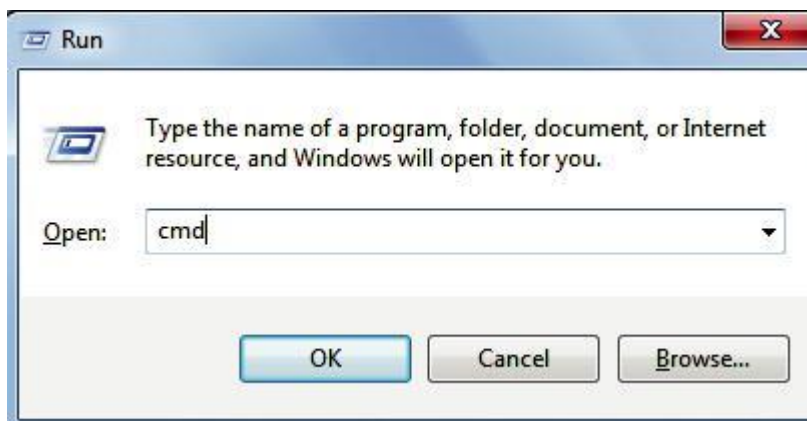 Run
Type the name of a program, folder, document, or Internet
resource, and Windows will open it for you.
Open: cmd
OK Cancel Browse...